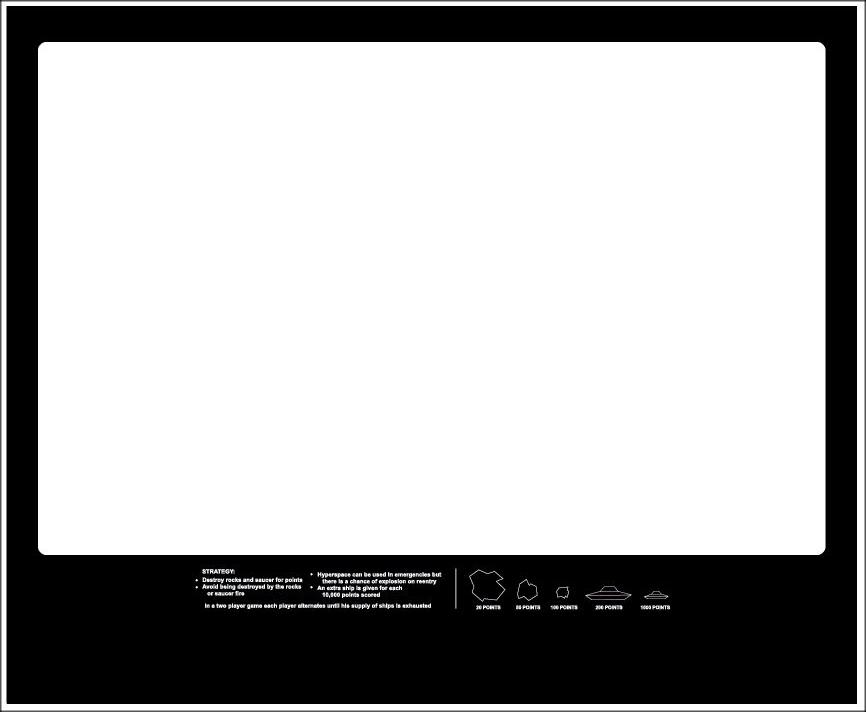 STRATEGY:
• Destroy rocks and saucer for points
• Avoid being destroyed by the rocks
or saucer fire
• Hyperspace can be used in emergencies but
there is a chance of explosion on reentry
• An extra ship is given for each
10,000 points scored
In a two player game each player alternates until his supply of ships is exhausted
20 POINTS 50 POINTS 100 POINTS 200 POINTS 1000 POINTS